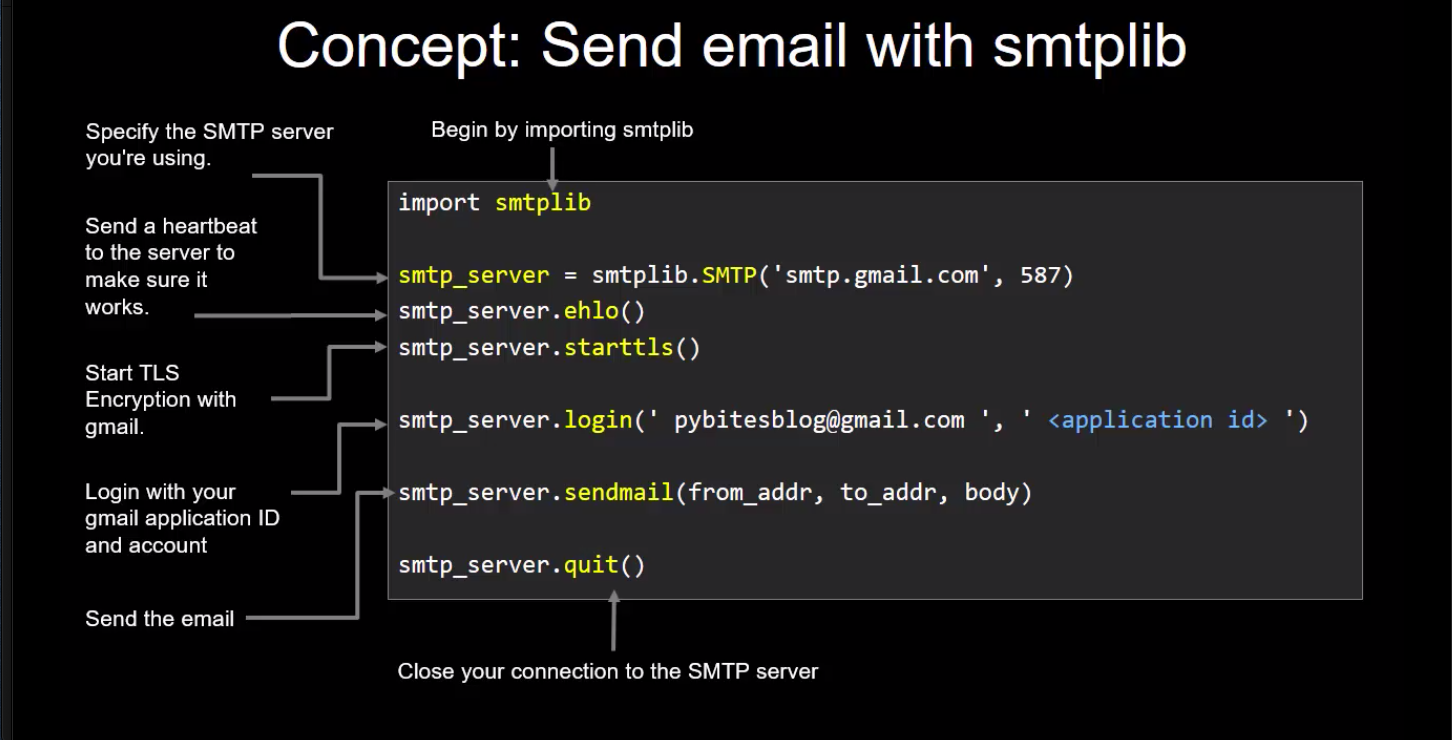 Concept: Send email with smtplib
Specify the SMTP server
you're using.
Begin by importing smtplib
Send a heartbeat
to the server to
make sure it
works.
Start TLS
Encryption with
gmail.
Login with your
gmail application ID
and account
Send the email
import smtplib
smtp_server = smtplib.SMTP('smtp.gmail.com', 587)
smtp_server.ehlo()
smtp_server.starttls()
smtp_server.login(' pybitesblog@gmail.com ', ' <application id> ')
smtp_server.sendmail(from_addr, to_addr, body)
smtp_server.quit()
Close your connection to the SMTP server